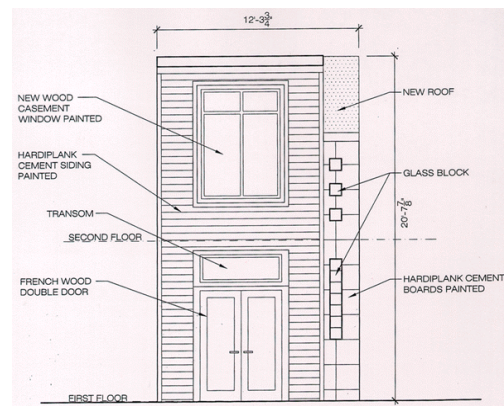 12'-3 3/4"
NEW WOOD
CASEMENT
WINDOW PAINTED
HARDIPLANK
CEMENT SIDING
PAINTED
TRANSOM
SECOND FLOOR
FRENCH WOOD
DOUBLE DOOR
FIRST FLOOR
NEW ROOF
GLASS BLOCK
20'-7 7/8"
HARDIPLANK CEMENT
BOARDS PAINTED